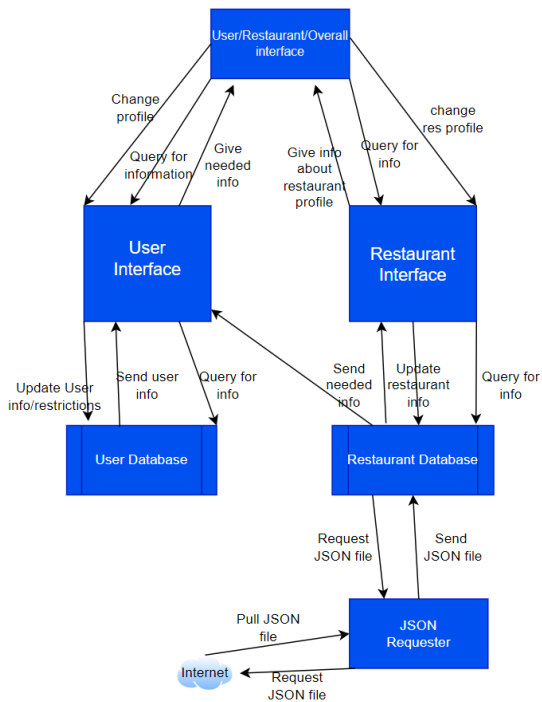 User/Restaurant/Overall
interface
Change
profile
Query for
information
Give
needed
info
Give info
about
restaurant
profile
Query for
info
change
res profile
User
Interface
Restaurant
Interface
Update User
info/restrictions
Send user
info
Query for
info
Send
needed
info
Update
restaurant
info
Query for
info
User Database
Restaurant Database
Request
JSON file
Send
JSON file
Pull JSON
file
JSON
Requester
Internet
Request
JSON file